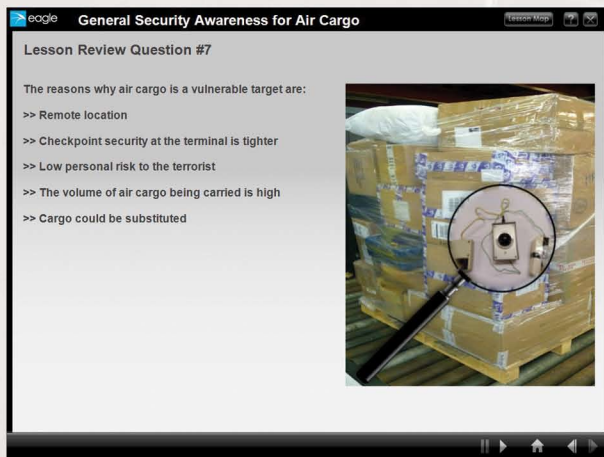 eagle General Security Awareness for Air Cargo Lesson Map ?
Lesson Review Question #7
The reasons why air cargo is a vulnerable target are:
>> Remote location
>> Checkpoint security at the terminal is tighter
>> Low personal risk to the terrorist
>> The volume of air cargo being carried is high
>> Cargo could be substituted